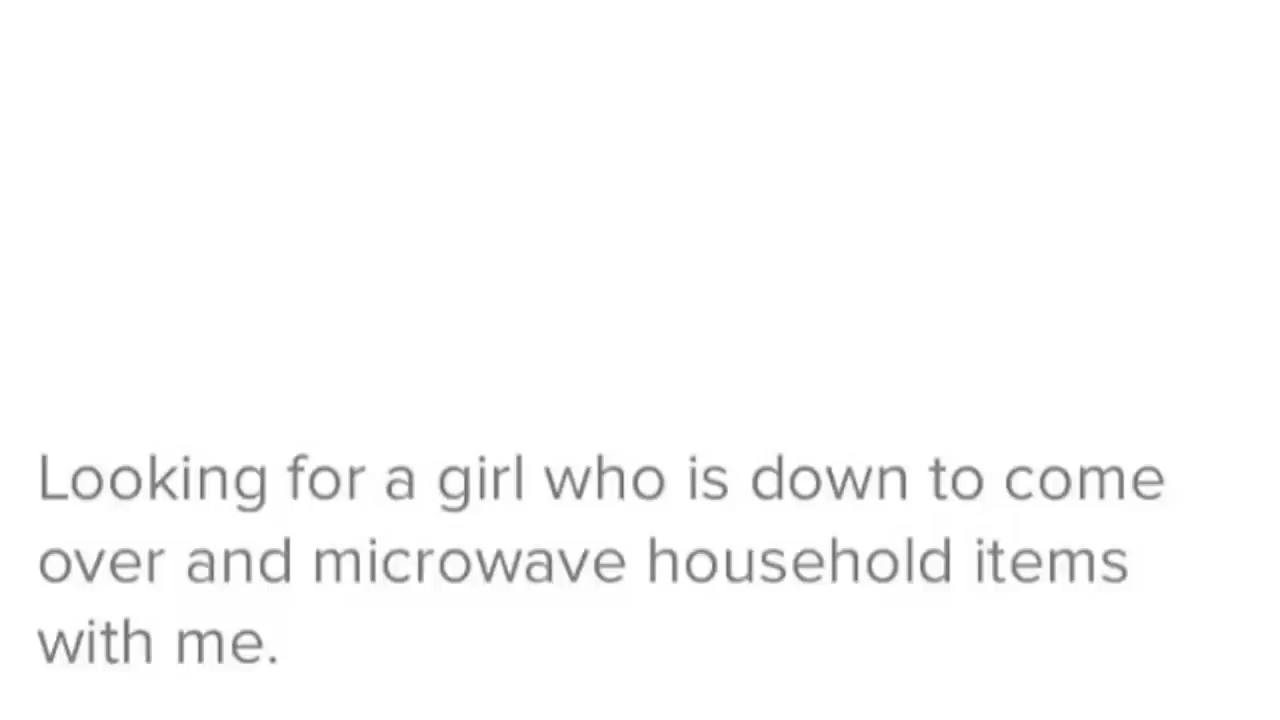 Looking for a girl who is down to come
over and microwave household items
with me.